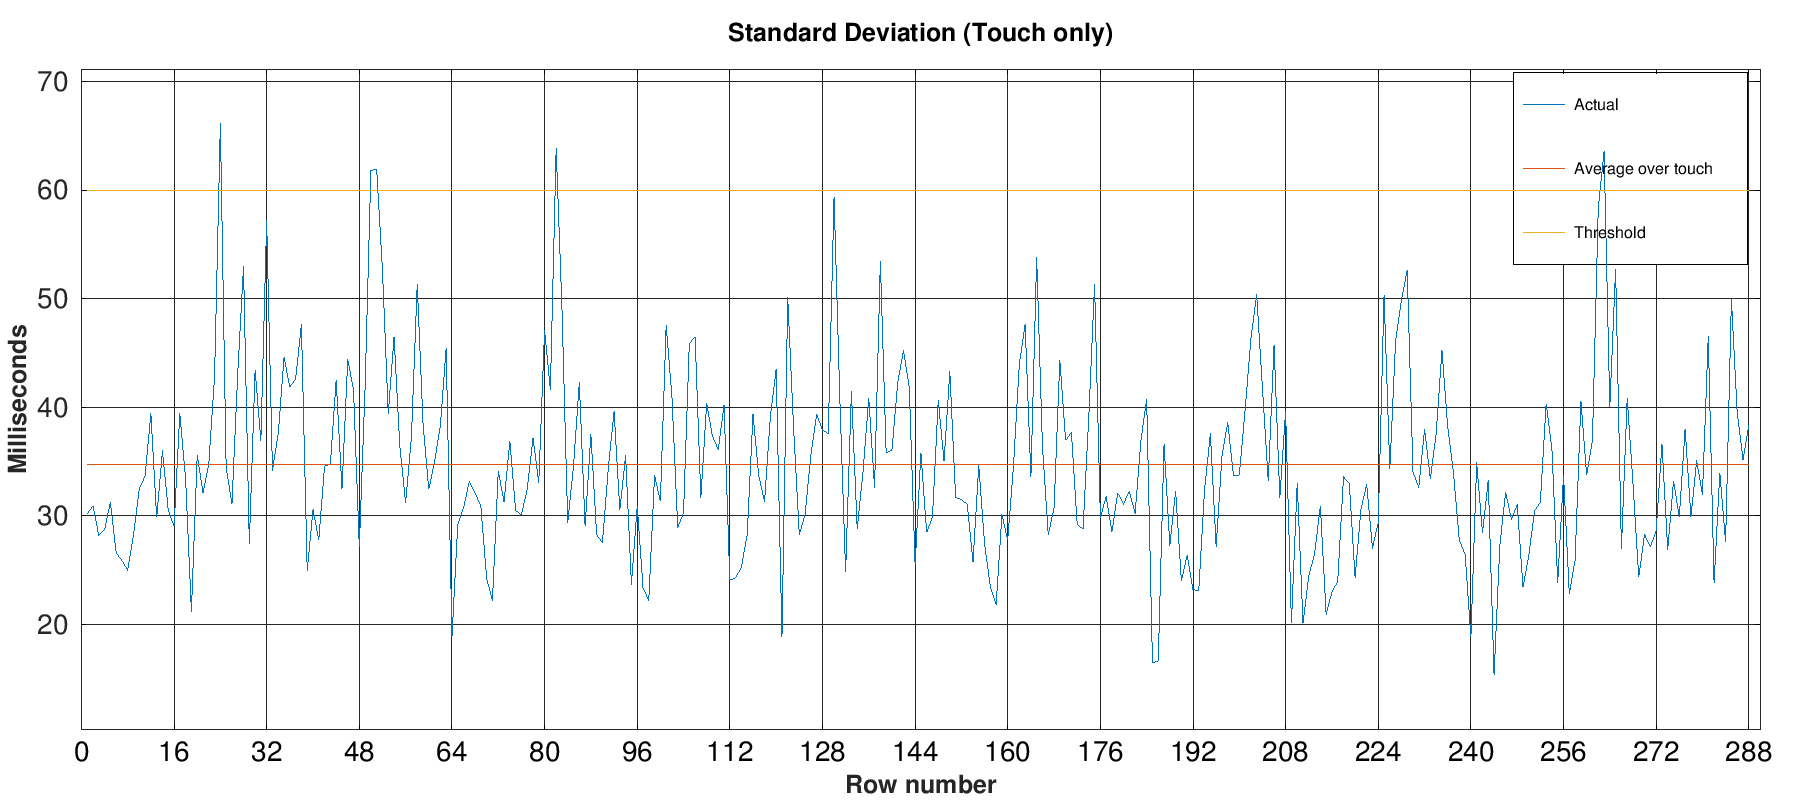 Standard Deviation (Touch only)
70
60
50
40
30
20
Milliseconds
Actual
Average over touch
Threshold
0 16 32 48 64 80 96 112 128 144 160 176 192 208 224 240 256 272 288
Row number